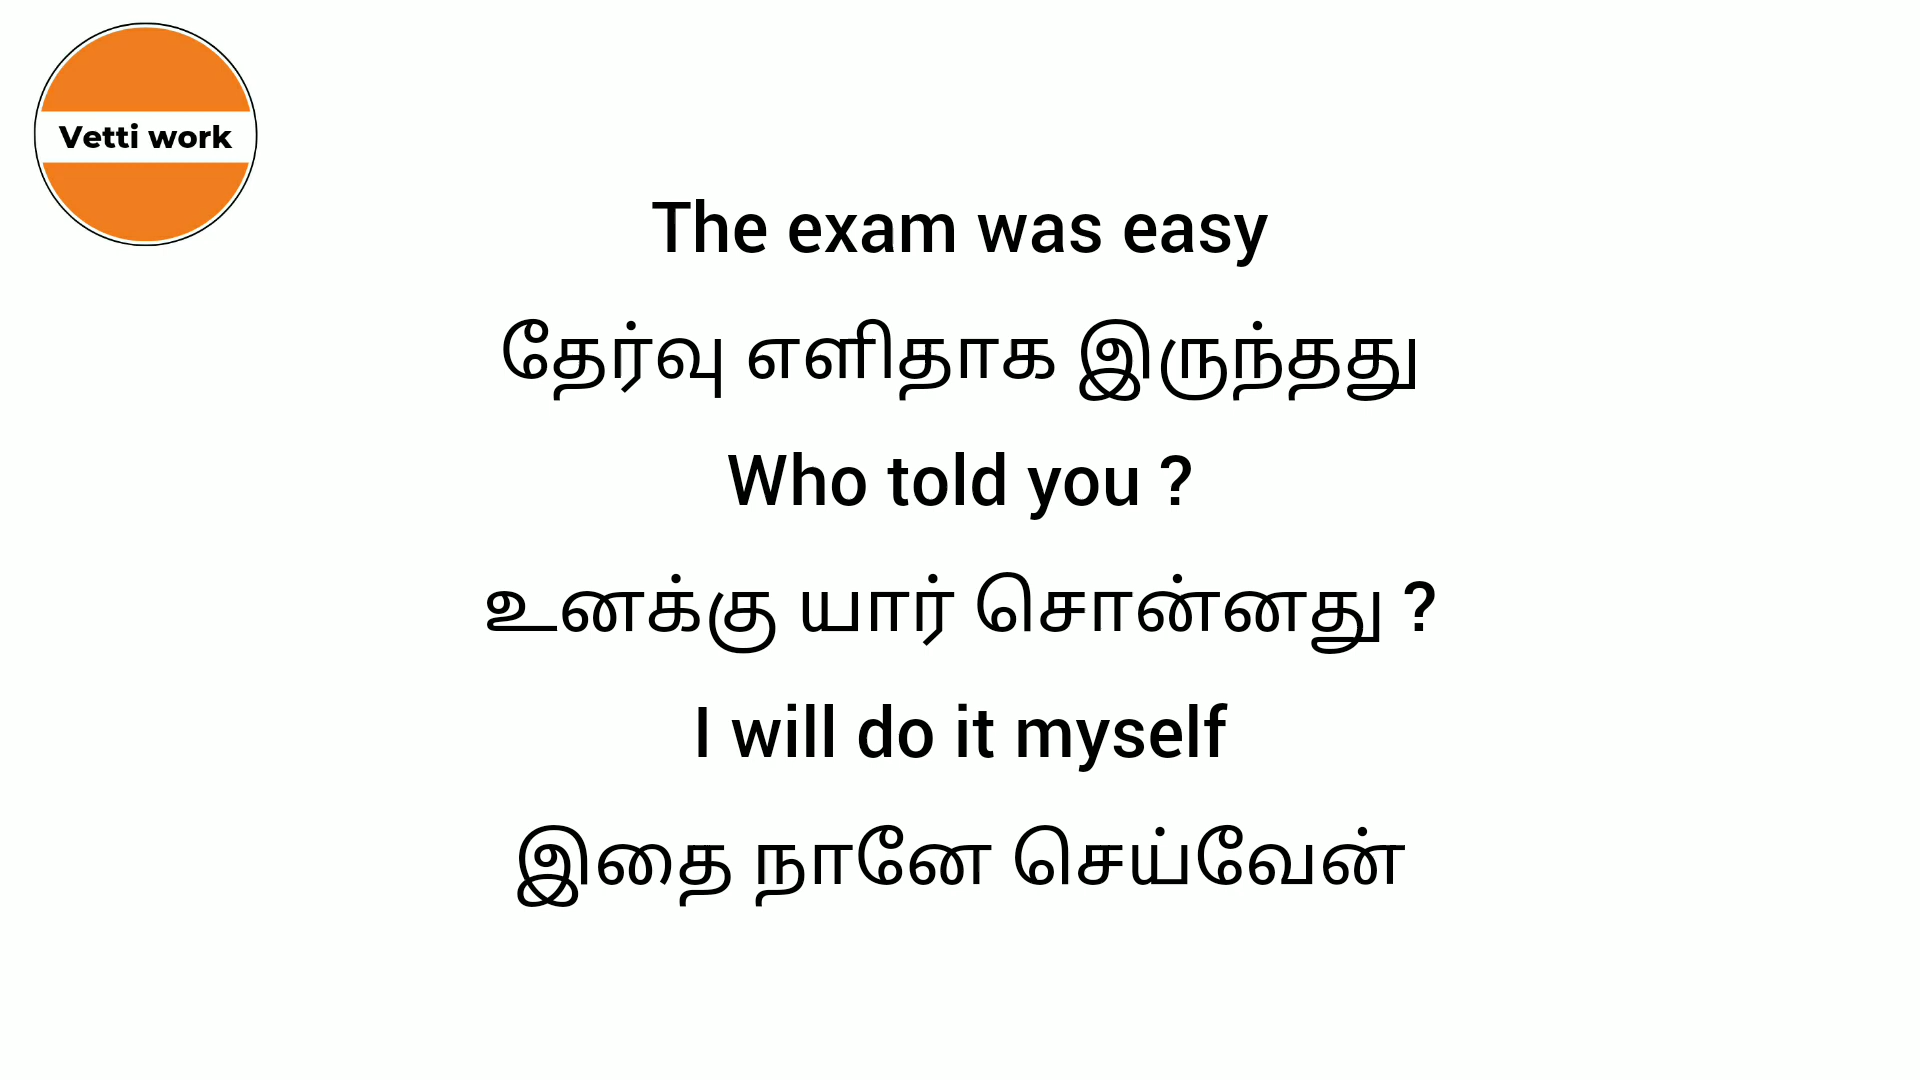 Vetti work
The exam was easy
தேர்வு எளிதாக இருந்தது
Who told you ?
உனக்கு யார் சொன்னது ?
I will do it myself
இதை நானே செய்வேன்